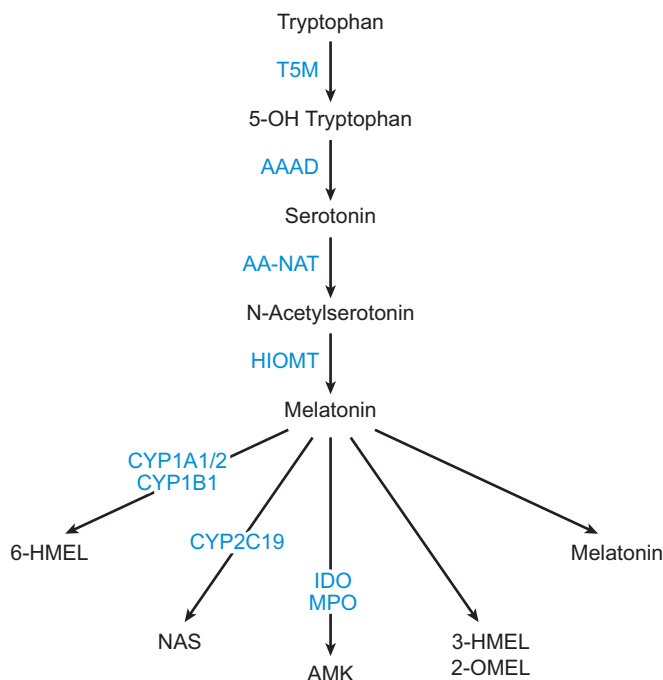 Tryptophan
T5M
5-OH Tryptophan
AAAD
Serotonin
AA-NAT
N-Acetylserotonin
HIOMT
Melatonin
CYP1A1/2
CYP1B1
CYP2C19
6-HMEL
Melatonin
IDO
MPO
NAS
3-HMEL
2-OMEL
AMK